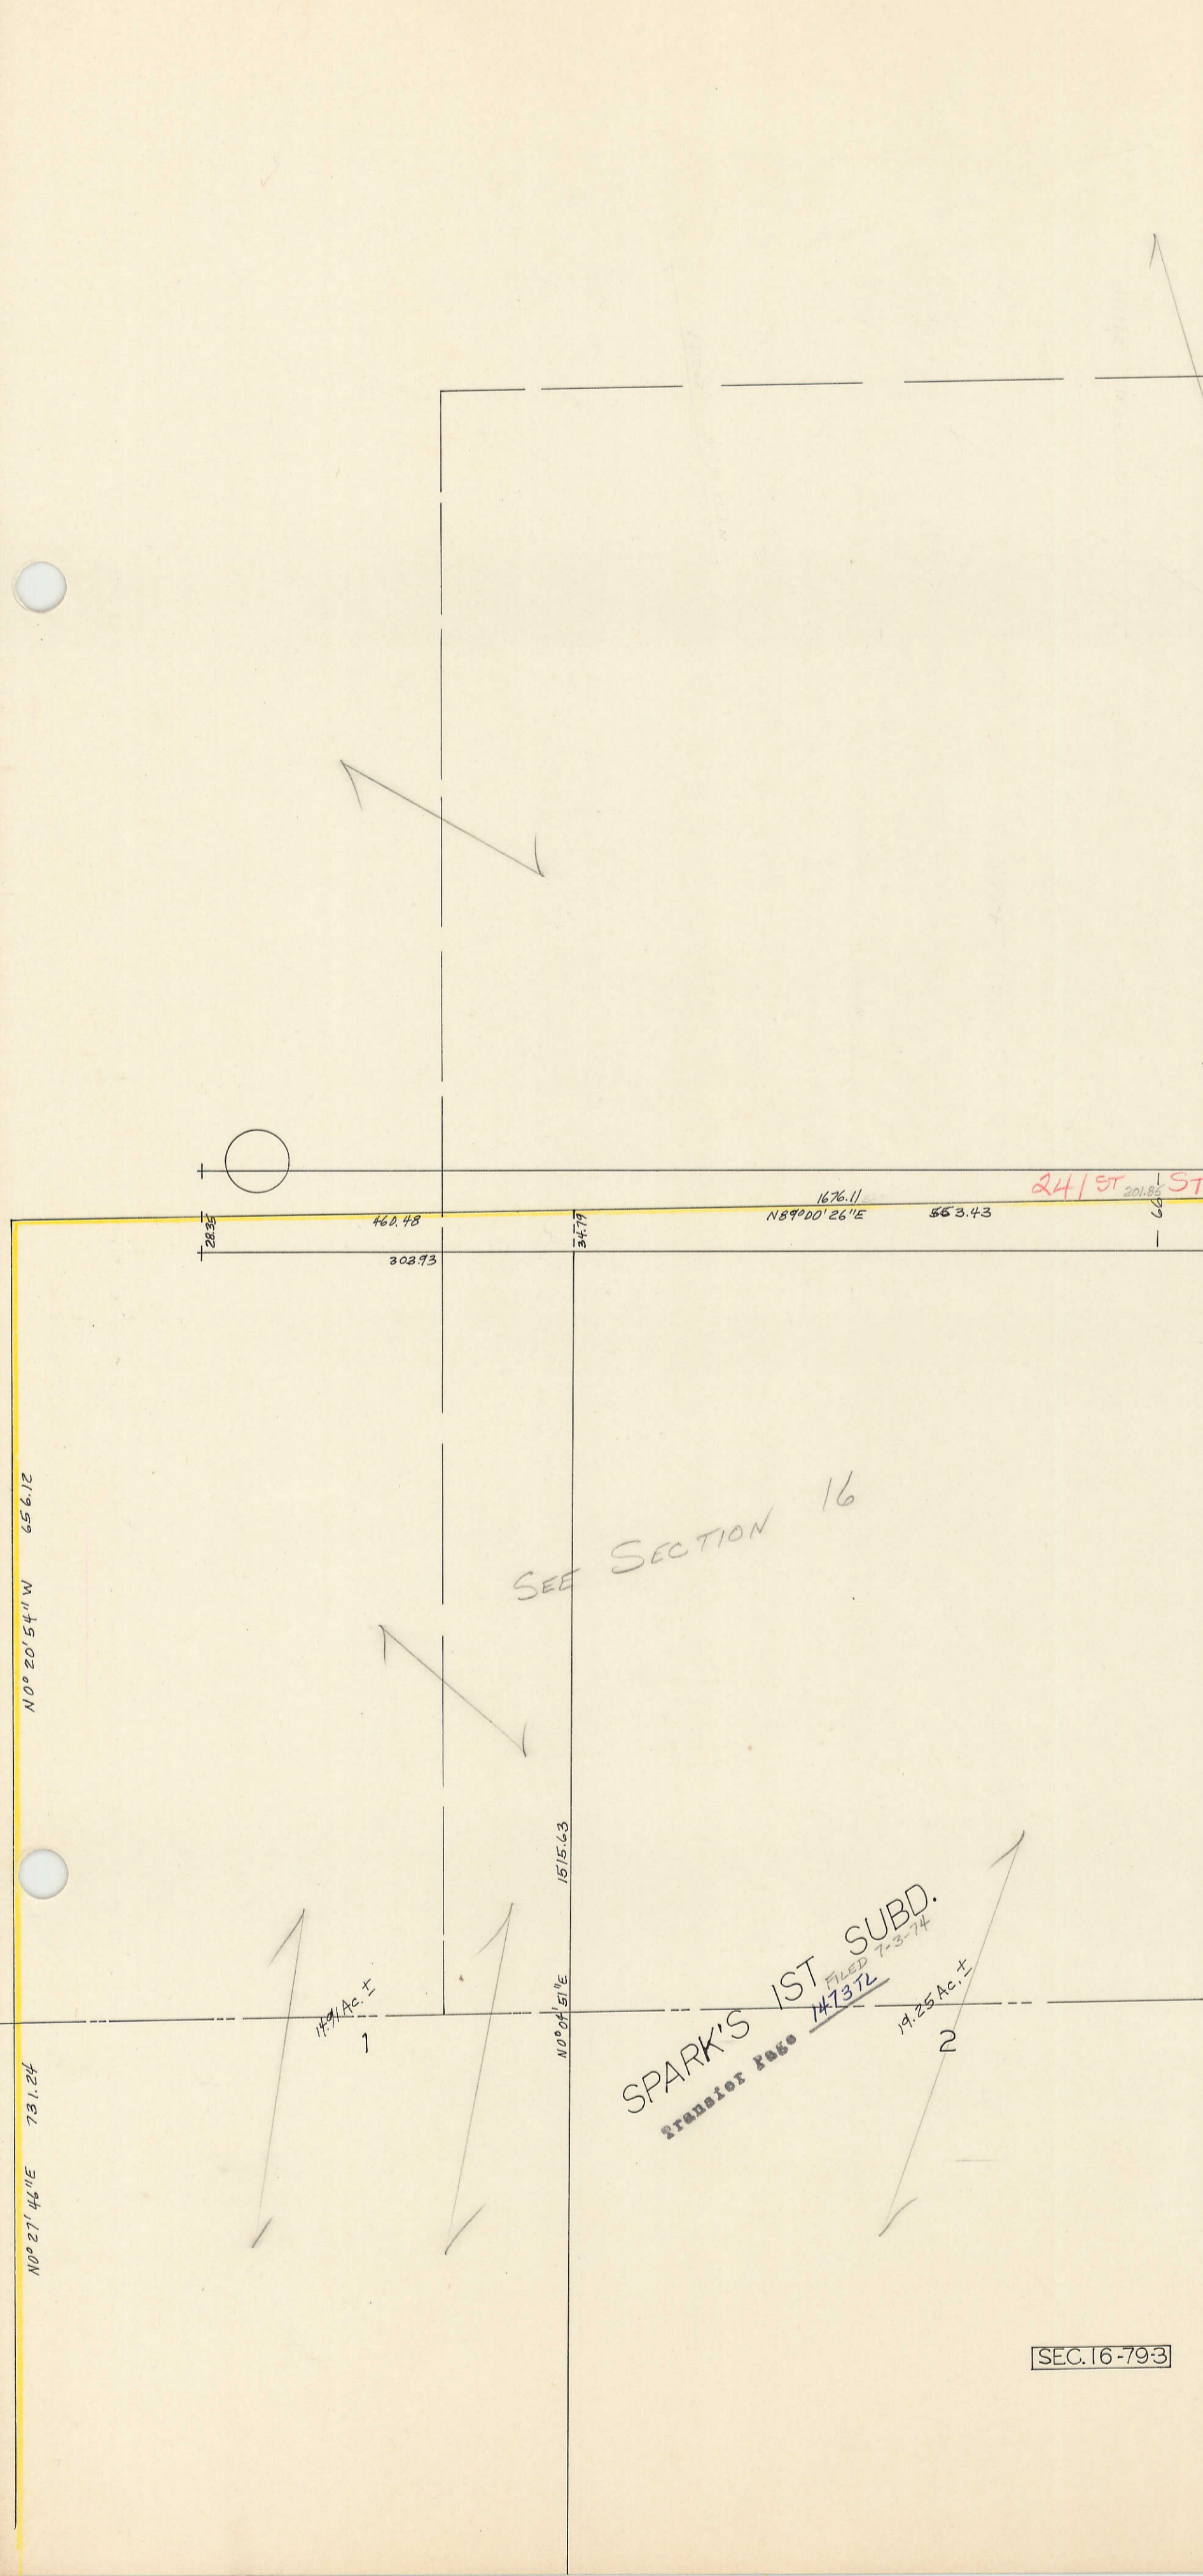 1676.11
241 ST
201.85
ST
460.48
N89°00'26"E
553.43
66
28.35
34.79
303.93
N0°20'54"W 656.12
SEE SECTION 16
1515.63
N0°04'51"E
SPARK'S 1ST SUBD.
FILED 7-3-74
1473TL
Transfer Page
14.91 Ac. ±
1
19.25 Ac. ±
2
N0°27'46"E 731.24
SEC. 16-79-3